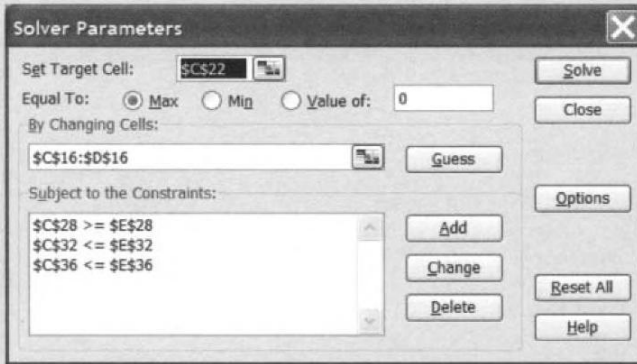 Solver Parameters
Set Target Cell: $C$22 Solve
Equal To: Max Min Value of: 0 Close
By Changing Cells:
$C$16:$D$16 Guess
Subject to the Constraints: Options
$C$28 >= $E$28 Add
$C$32 <= $E$32
$C$36 <= $E$36 Change
Reset All
Delete
Help